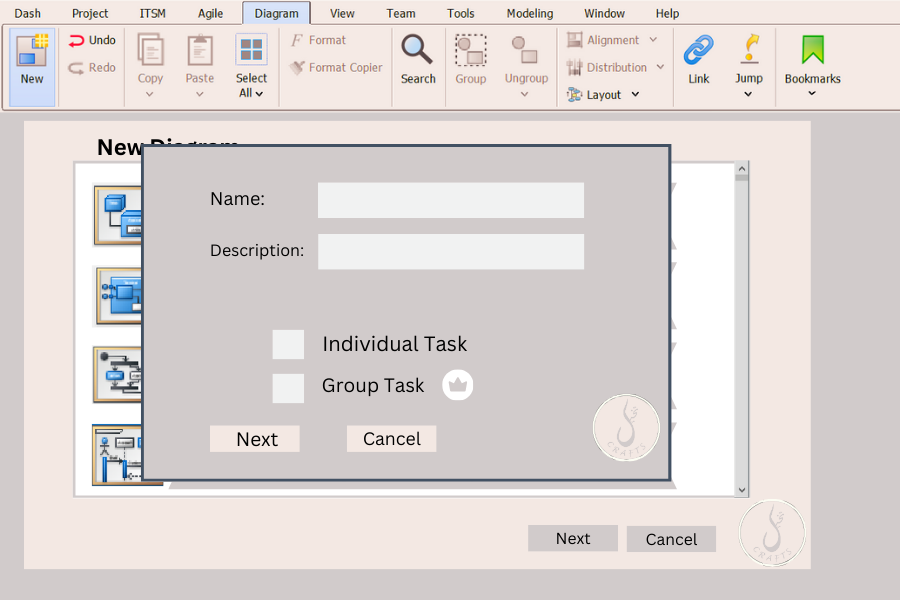 Dash Project ITSM Agile Diagram View Team Tools Modeling Window Help
New
Undo
Redo
Copy
Paste
Select
All
Format
Format Copier
Search
Group
Ungroup
Alignment
Distribution
Layout
Link
Jump
Bookmarks
New Diagram
Name:
Description:
Individual Task
Group Task
Next Cancel
CRAFTS
Next Cancel
CRAFTS